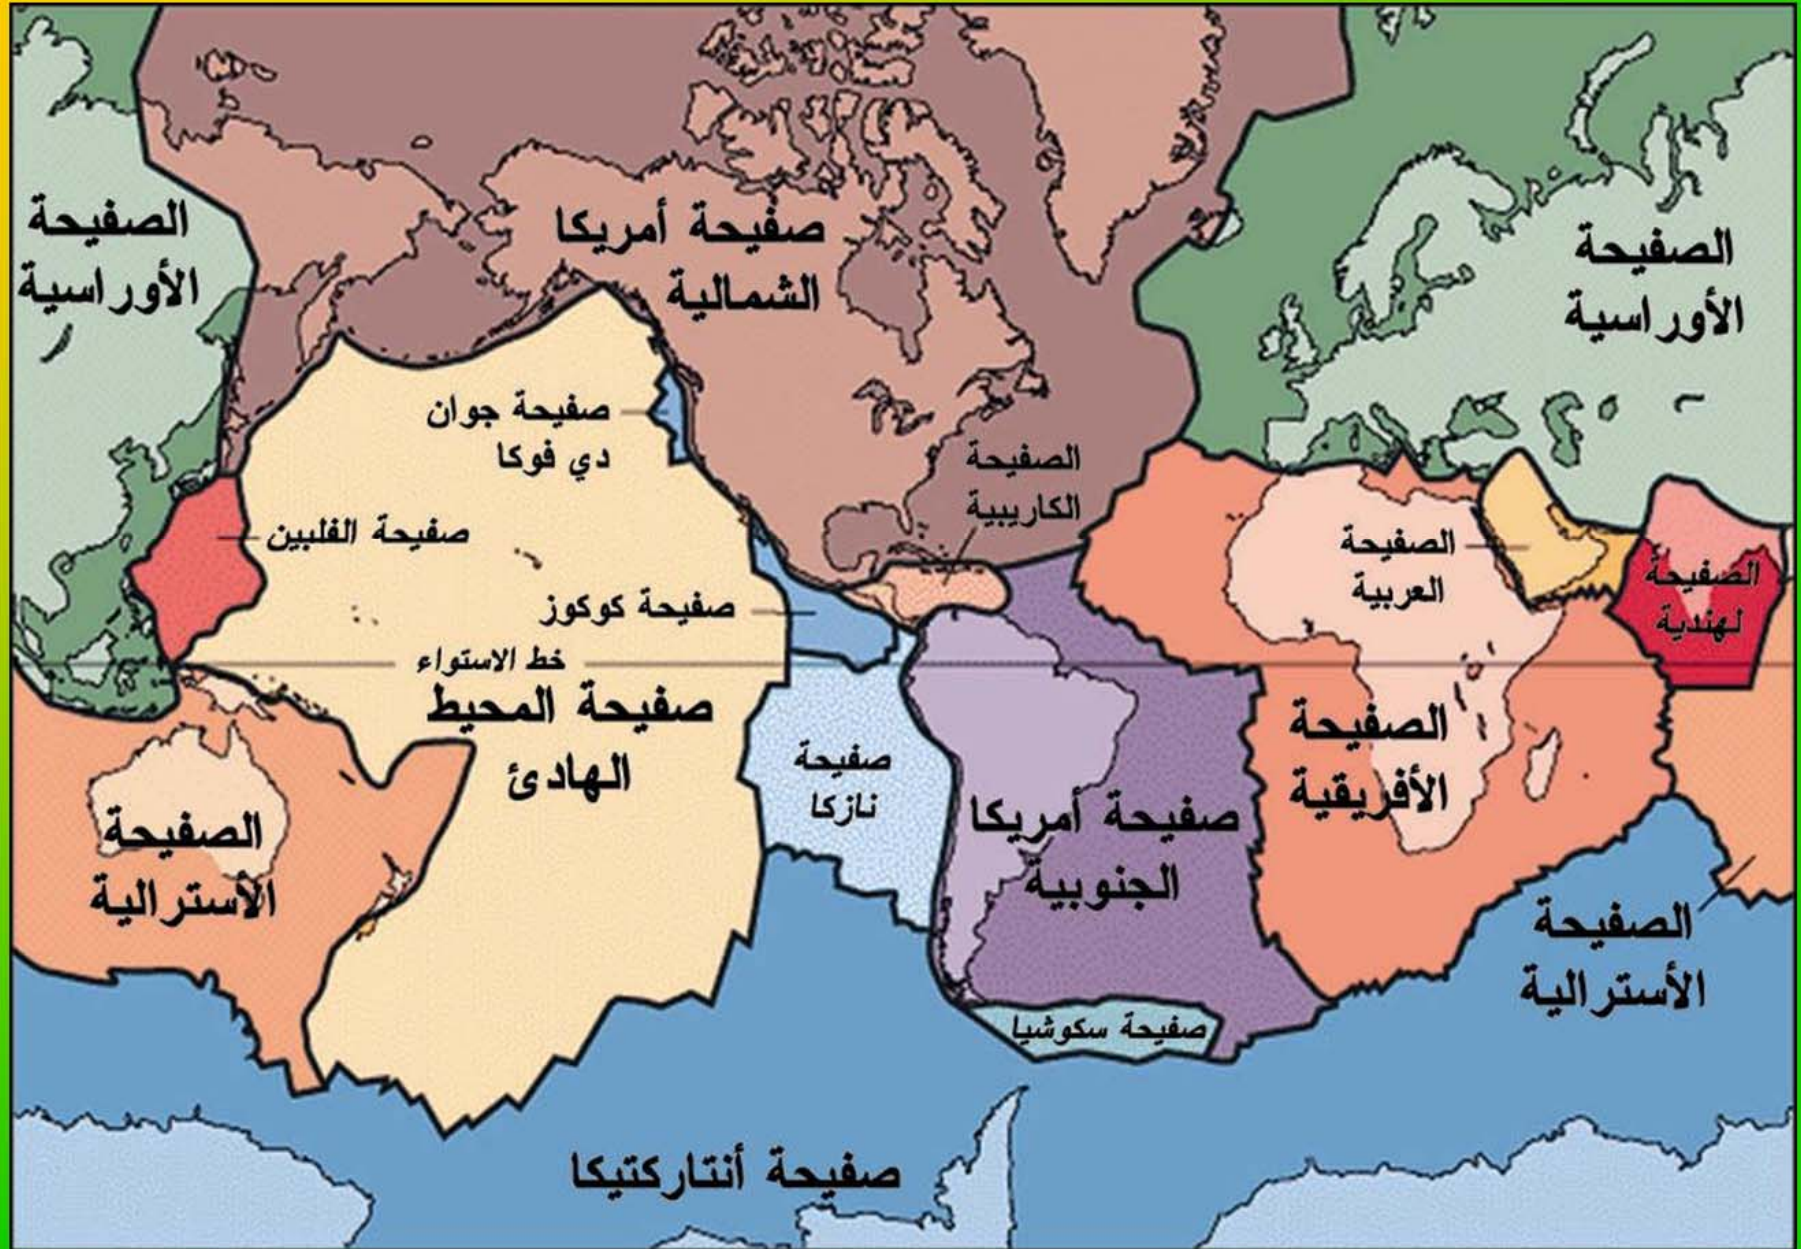 الصفيحة
الأوراسية
صفيحة أمريكا
الشمالية
الصفيحة
الأوراسية
صفيحة جوان
دي فوكا
الصفيحة
الكاريبية
صفيحة الفلبين
الصفيحة
العربية
الصفيحة
لهندية
صفيحة كوكوز
خط الاستواء
صفيحة المحيط
الهادئ
صفيحة
نازكا
صفيحة أمريكا
الجنوبية
الصفيحة
الأفريقية
الصفيحة
الأسترالية
الصفيحة
الأسترالية
صفيحة سكوشيا
صفيحة أنتاركتيكا